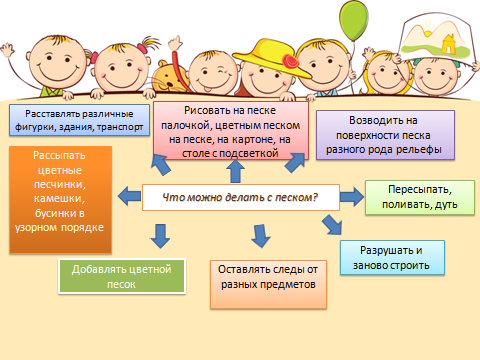 Расставлять различные
фигурки, здания, транспорт
Рисовать на песке
палочкой, цветным песком
на песке, на картоне, на
столе с подсветкой
Возводить на
поверхности песка
разного рода рельефы
Рассыпать
цветные
песчинки,
камешки,
бусинки в
узорном порядке
Что можно делать с песком?
Пересыпать,
поливать, дуть
Добавлять цветной
песок
Оставлять следы от
разных предметов
Разрушать и
заново строить